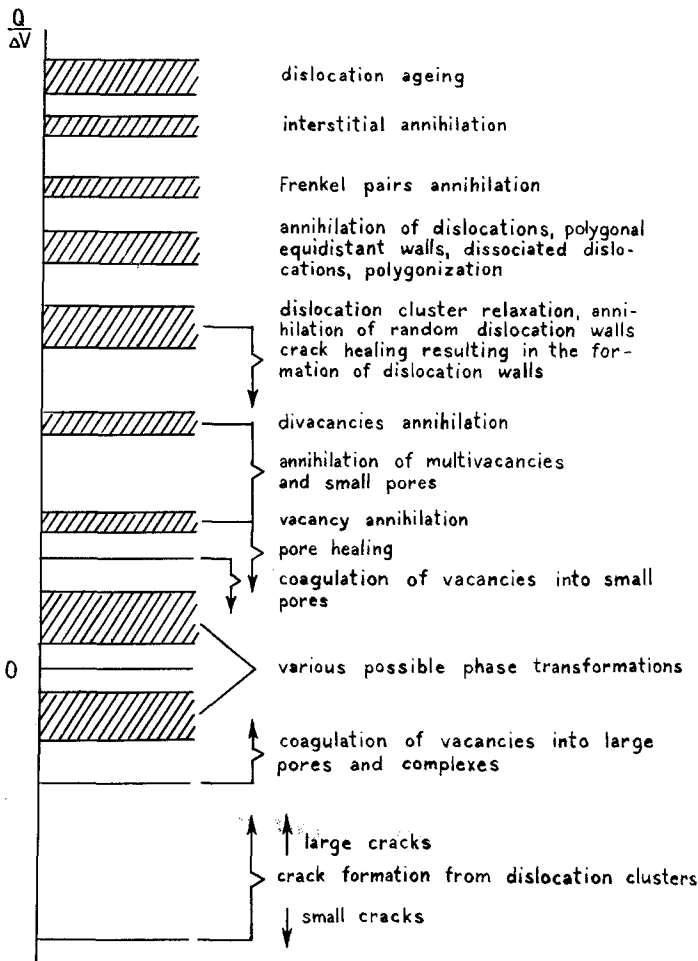 Q
ΔV
dislocation ageing
interstitial annihilation
Frenkel pairs annihilation
annihilation of dislocations, polygonal
equidistant walls, dissociated dislo-
cations, polygonization
dislocation cluster relaxation, anni-
hilation of random dislocation walls
crack healing resulting in the for-
mation of dislocation walls
divacancies annihilation
annihilation of multivacancies
and small pores
vacancy annihilation
pore healing
coagulation of vacancies into small
pores
0
various possible phase transformations
coagulation of vacancies into large
pores and complexes
large cracks
crack formation from dislocation clusters
small cracks